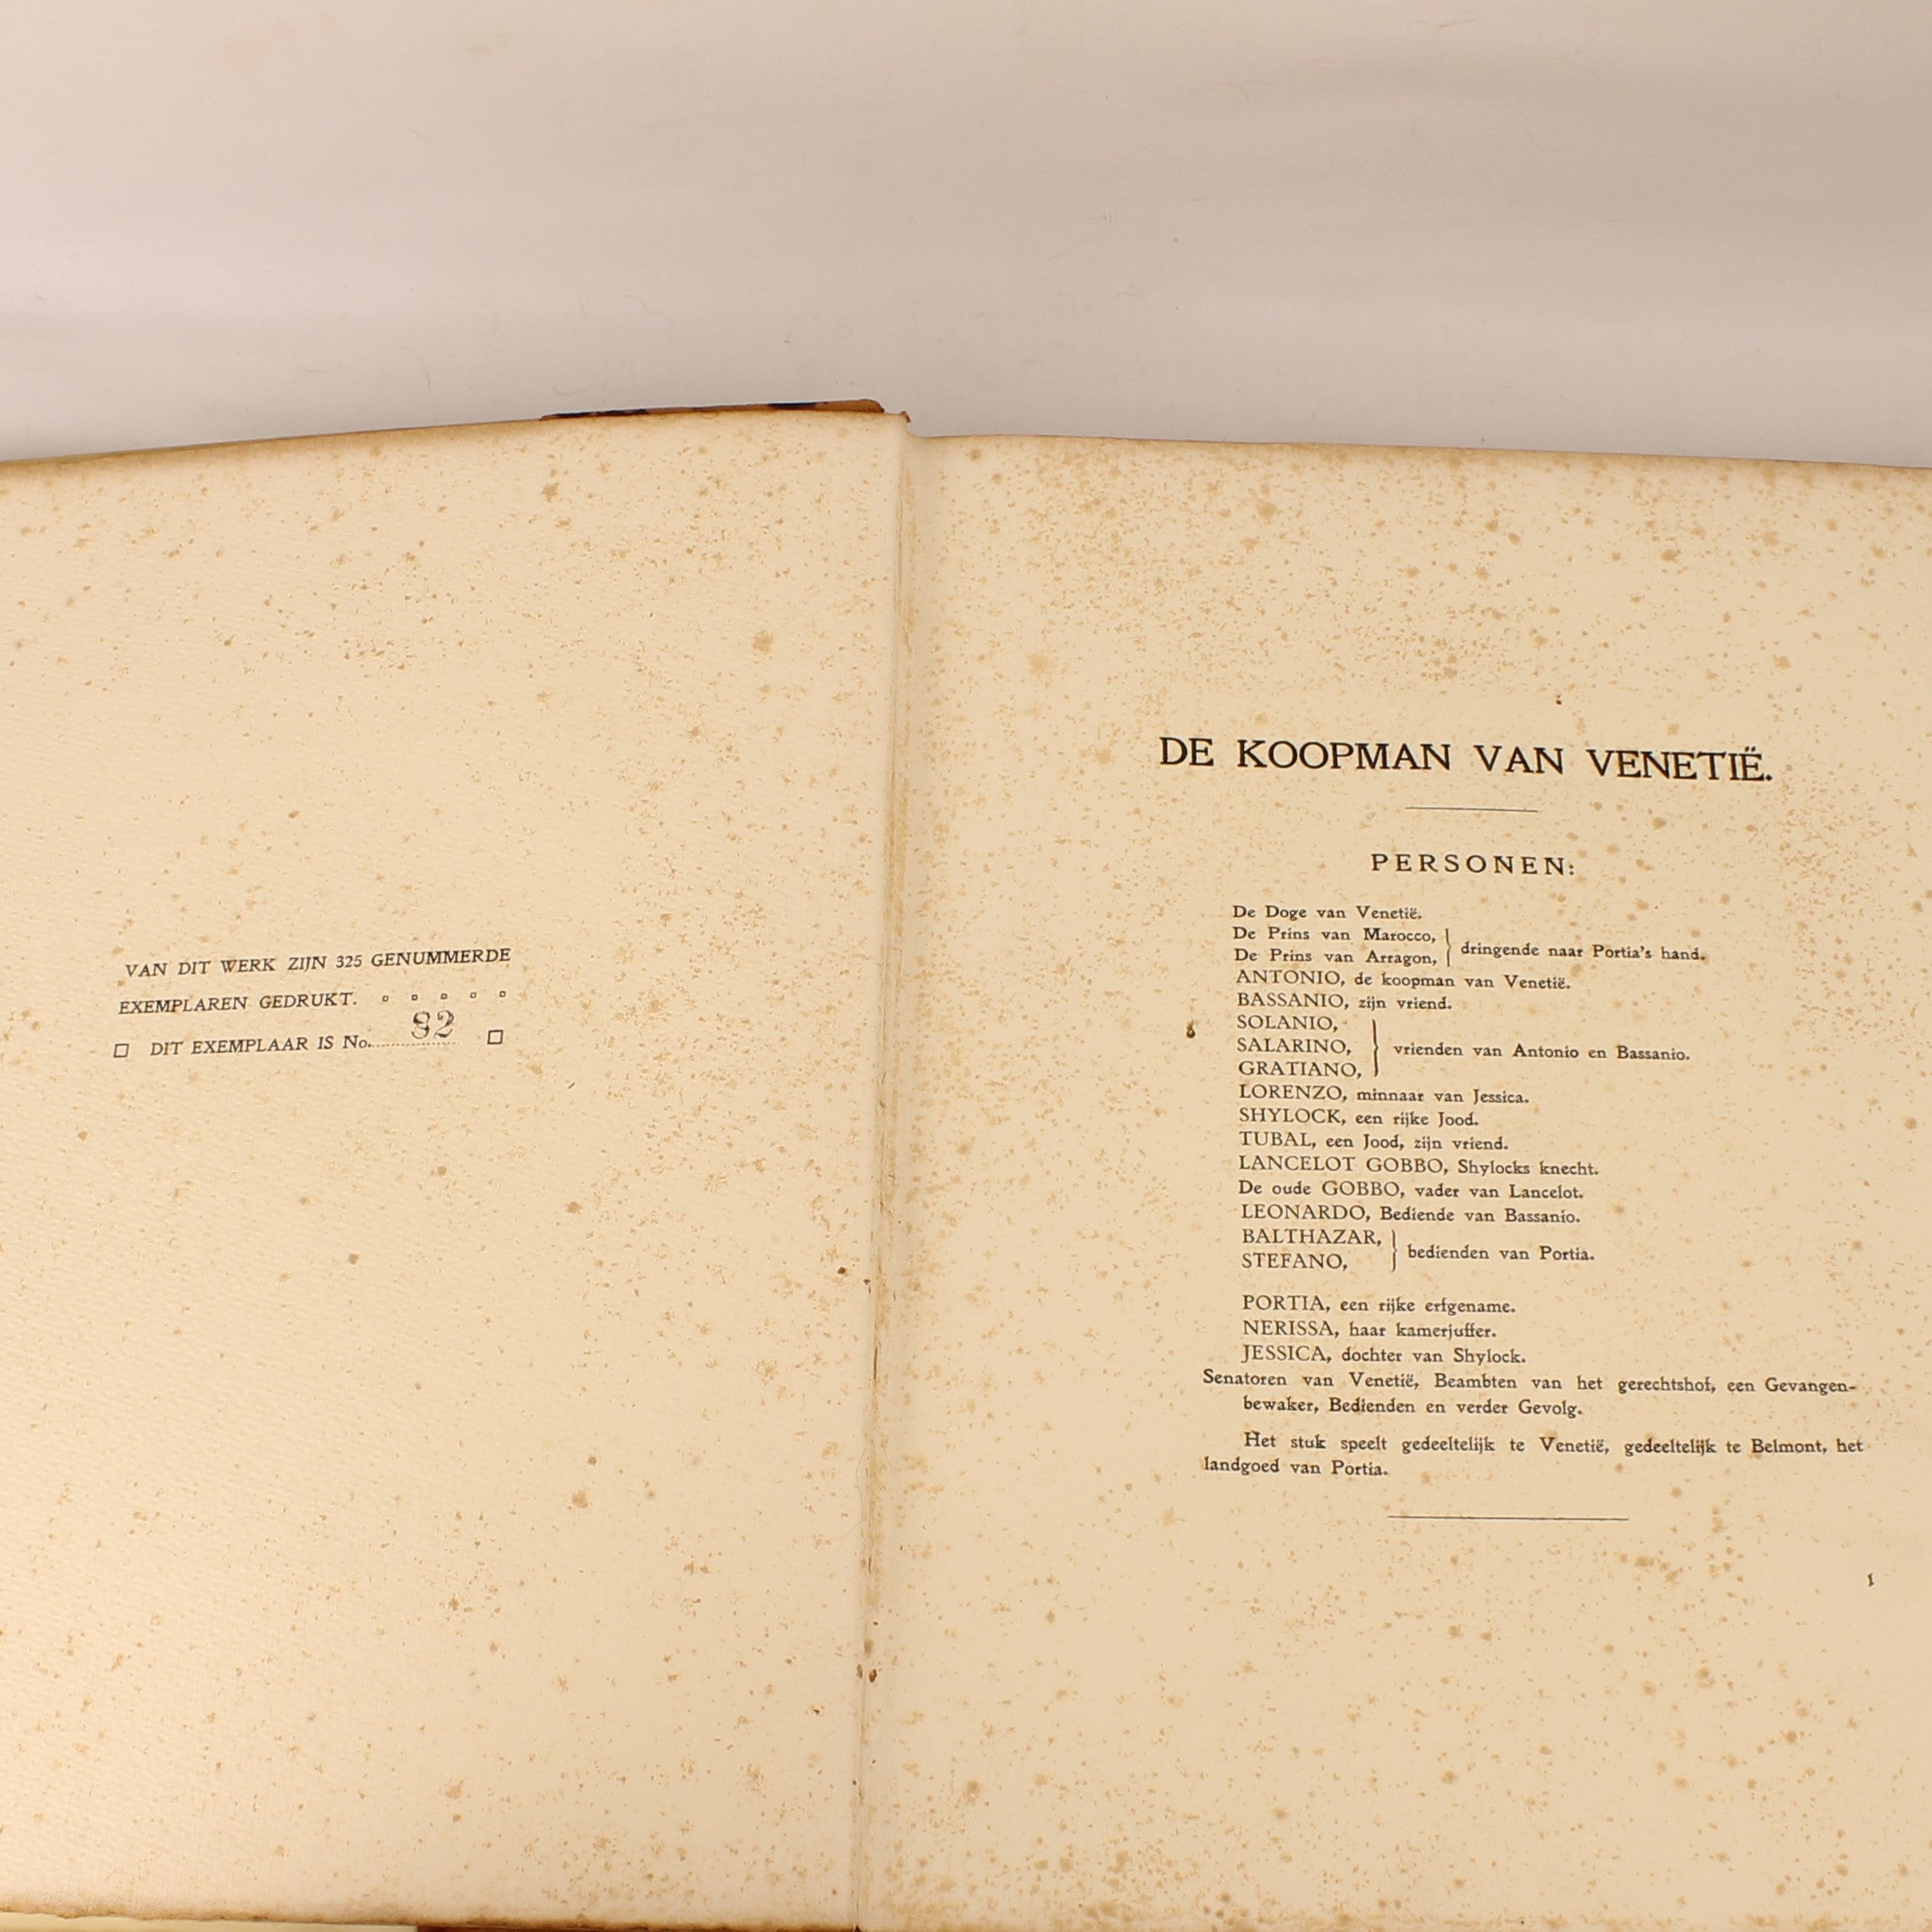 VAN DIT WERK ZIJN 325 GENUMMERDE
EXEMPLAREN GEDRUKT.
DIT EXEMPLAAR IS No. 82
DE KOOPMAN VAN VENETIË.
PERSONEN:
De Doge van Venetië.
De Prins van Marocco,
De Prins van Arragon,
dringende naar Portia's hand.
ANTONIO, de koopman van Venetië.
BASSANIO, zijn vriend.
SOLANIO,
SALARINO,
GRATIANO,
vrienden van Antonio en Bassanio.
LORENZO, minnaar van Jessica.
SHYLOCK, een rijke Jood.
TUBAL, een Jood, zijn vriend.
LANCELOT GOBBO, Shylocks knecht.
De oude GOBBO, vader van Lancelot.
LEONARDO, Bediende van Bassanio.
BALTHAZAR,
STEFANO,
bedienden van Portia.
PORTIA, een rijke erfgename.
NERISSA, haar kamerjuffer.
JESSICA, dochter van Shylock.
Senatoren van Venetië, Beambten van het gerechtshof, een Gevangen-
bewaker, Bedienden en verder Gevolg.
Het stuk speelt gedeeltelijk te Venetië, gedeeltelijk te Belmont, het
landgoed van Portia.
1